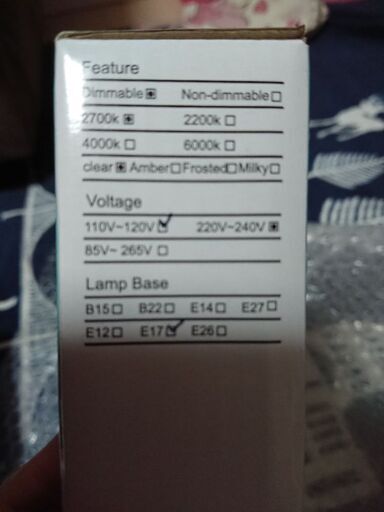 Feature
Dimmable Non-dimmable
2700k 2200k
4000k 6000k
clear Amber Frosted Milky
Voltage
110V~120V 220V~240V
85V~ 265V
Lamp Base
B15 B22 E14 E27
E12 E17 E26